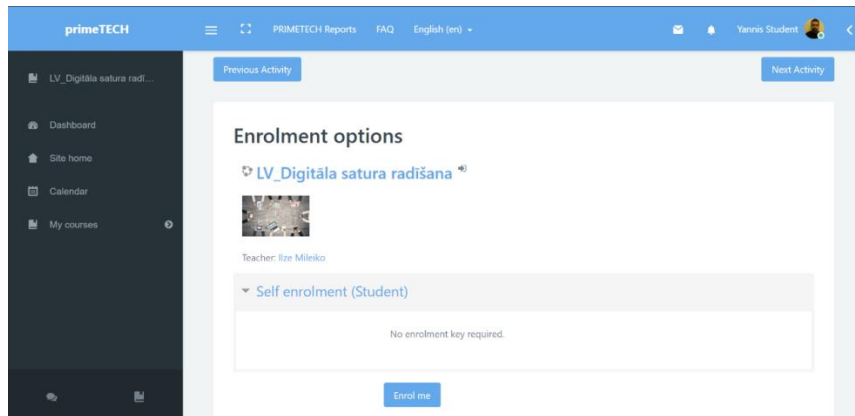 primeTECH
PRIMETECH Reports FAQ English (en)
Yannis Student
LV_Digitāla satura radī...
Dashboard
Site home
Calendar
My courses
Previous Activity
Next Activity
Enrolment options
LV_Digitāla satura radīšana
Teacher: Ilze Mileiko
Self enrolment (Student)
No enrolment key required.
Enrol me